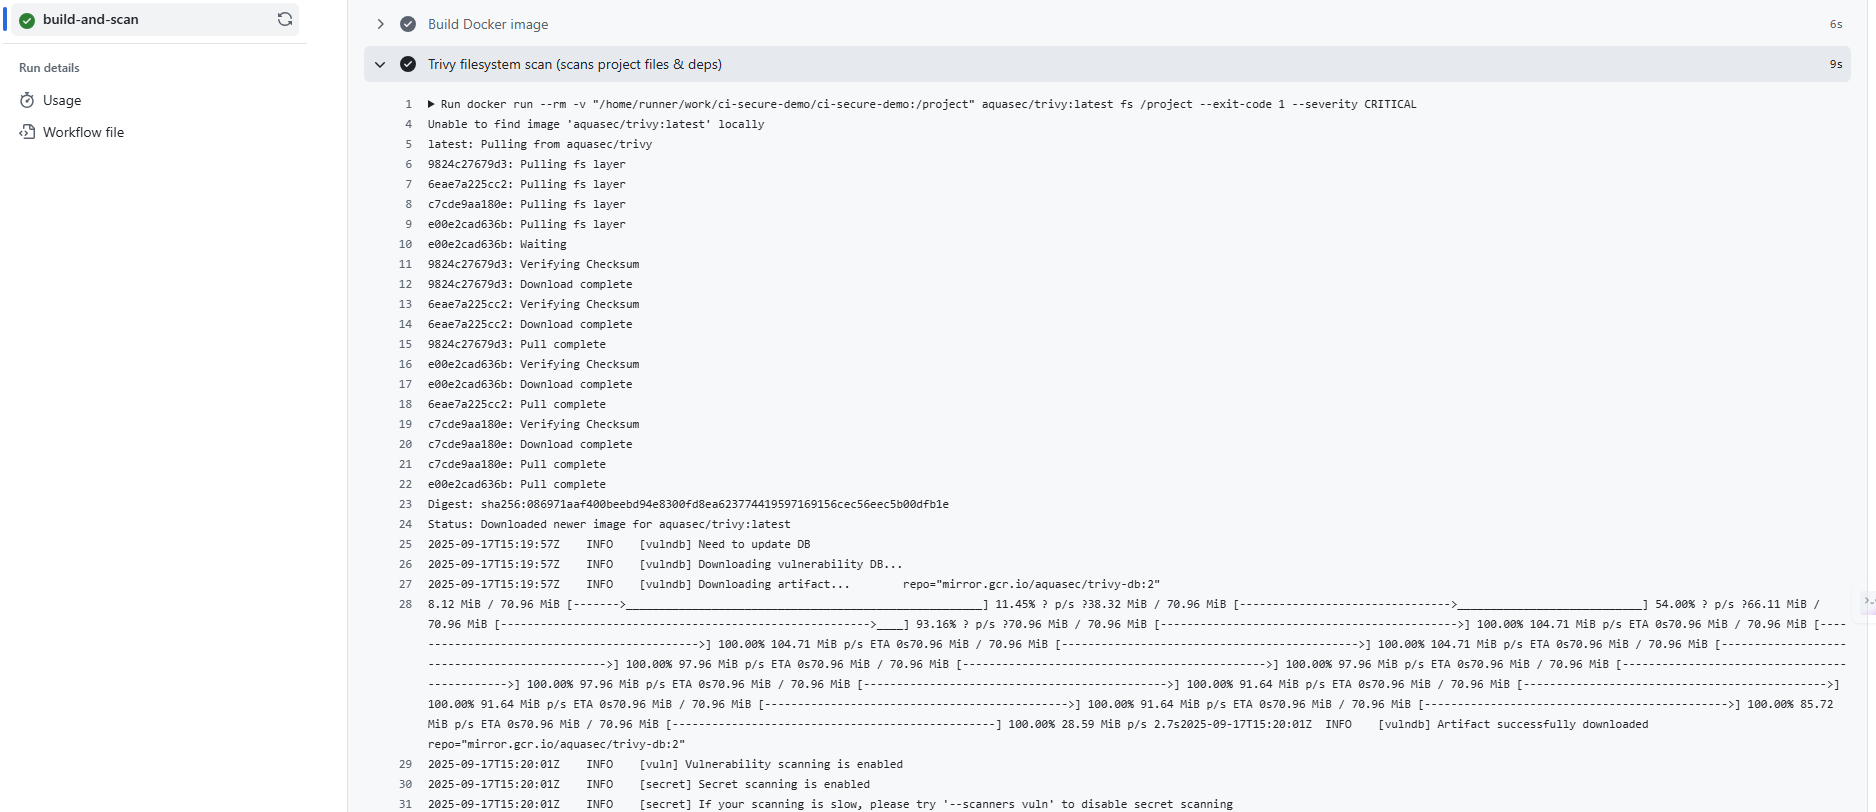 build-and-scan
Run details
Usage
Workflow file
Build Docker image 6s
Trivy filesystem scan (scans project files & deps) 9s
1 Run docker run --rm -v "/home/runner/work/ci-secure-demo/ci-secure-demo:/project" aquasec/trivy:latest fs /project --exit-code 1 --severity CRITICAL
4 Unable to find image 'aquasec/trivy:latest' locally
5 latest: Pulling from aquasec/trivy
6 9824c27679d3: Pulling fs layer
7 6eae7a225cc2: Pulling fs layer
8 c7cde9aa180e: Pulling fs layer
9 e00e2cad636b: Pulling fs layer
10 e00e2cad636b: Waiting
11 9824c27679d3: Verifying Checksum
12 9824c27679d3: Download complete
13 6eae7a225cc2: Verifying Checksum
14 6eae7a225cc2: Download complete
15 9824c27679d3: Pull complete
16 e00e2cad636b: Verifying Checksum
17 e00e2cad636b: Download complete
18 6eae7a225cc2: Pull complete
19 c7cde9aa180e: Verifying Checksum
20 c7cde9aa180e: Download complete
21 c7cde9aa180e: Pull complete
22 e00e2cad636b: Pull complete
23 Digest: sha256:086971aaf400beebd94e8300fd8ea623774419597169156cec56eec5b00dfb1e
24 Status: Downloaded newer image for aquasec/trivy:latest
25 2025-09-17T15:19:57Z INFO [vulndb] Need to update DB
26 2025-09-17T15:19:57Z INFO [vulndb] Downloading vulnerability DB...
27 2025-09-17T15:19:57Z INFO [vulndb] Downloading artifact... repo="mirror.gcr.io/aquasec/trivy-db:2"
28 8.12 MiB / 70.96 MiB [------->______________________________________________________] 11.45% ? p/s ?38.32 MiB / 70.96 MiB [-------------------------------->____________________________] 54.00% ? p/s ?66.11 MiB /
70.96 MiB [-------------------------------------------------------->____] 93.16% ? p/s ?70.96 MiB / 70.96 MiB [--------------------------------------------->] 100.00% 104.71 MiB p/s ETA 0s70.96 MiB / 70.96 MiB [----
----------------------------------------->] 100.00% 104.71 MiB p/s ETA 0s70.96 MiB / 70.96 MiB [--------------------------------------------->] 100.00% 104.71 MiB p/s ETA 0s70.96 MiB / 70.96 MiB [-------------------
--------------------------->] 100.00% 97.96 MiB p/s ETA 0s70.96 MiB / 70.96 MiB [---------------------------------------------->] 100.00% 97.96 MiB p/s ETA 0s70.96 MiB / 70.96 MiB [----------------------------------
------------>] 100.00% 97.96 MiB p/s ETA 0s70.96 MiB / 70.96 MiB [---------------------------------------------->] 100.00% 91.64 MiB p/s ETA 0s70.96 MiB / 70.96 MiB [---------------------------------------------->]
100.00% 91.64 MiB p/s ETA 0s70.96 MiB / 70.96 MiB [---------------------------------------------->] 100.00% 91.64 MiB p/s ETA 0s70.96 MiB / 70.96 MiB [---------------------------------------------->] 100.00% 85.72
MiB p/s ETA 0s70.96 MiB / 70.96 MiB [-------------------------------------------------] 100.00% 28.59 MiB p/s 2.7s2025-09-17T15:20:01Z INFO [vulndb] Artifact successfully downloaded
repo="mirror.gcr.io/aquasec/trivy-db:2"
29 2025-09-17T15:20:01Z INFO [vuln] Vulnerability scanning is enabled
30 2025-09-17T15:20:01Z INFO [secret] Secret scanning is enabled
31 2025-09-17T15:20:01Z INFO [secret] If your scanning is slow, please try '--scanners vuln' to disable secret scanning